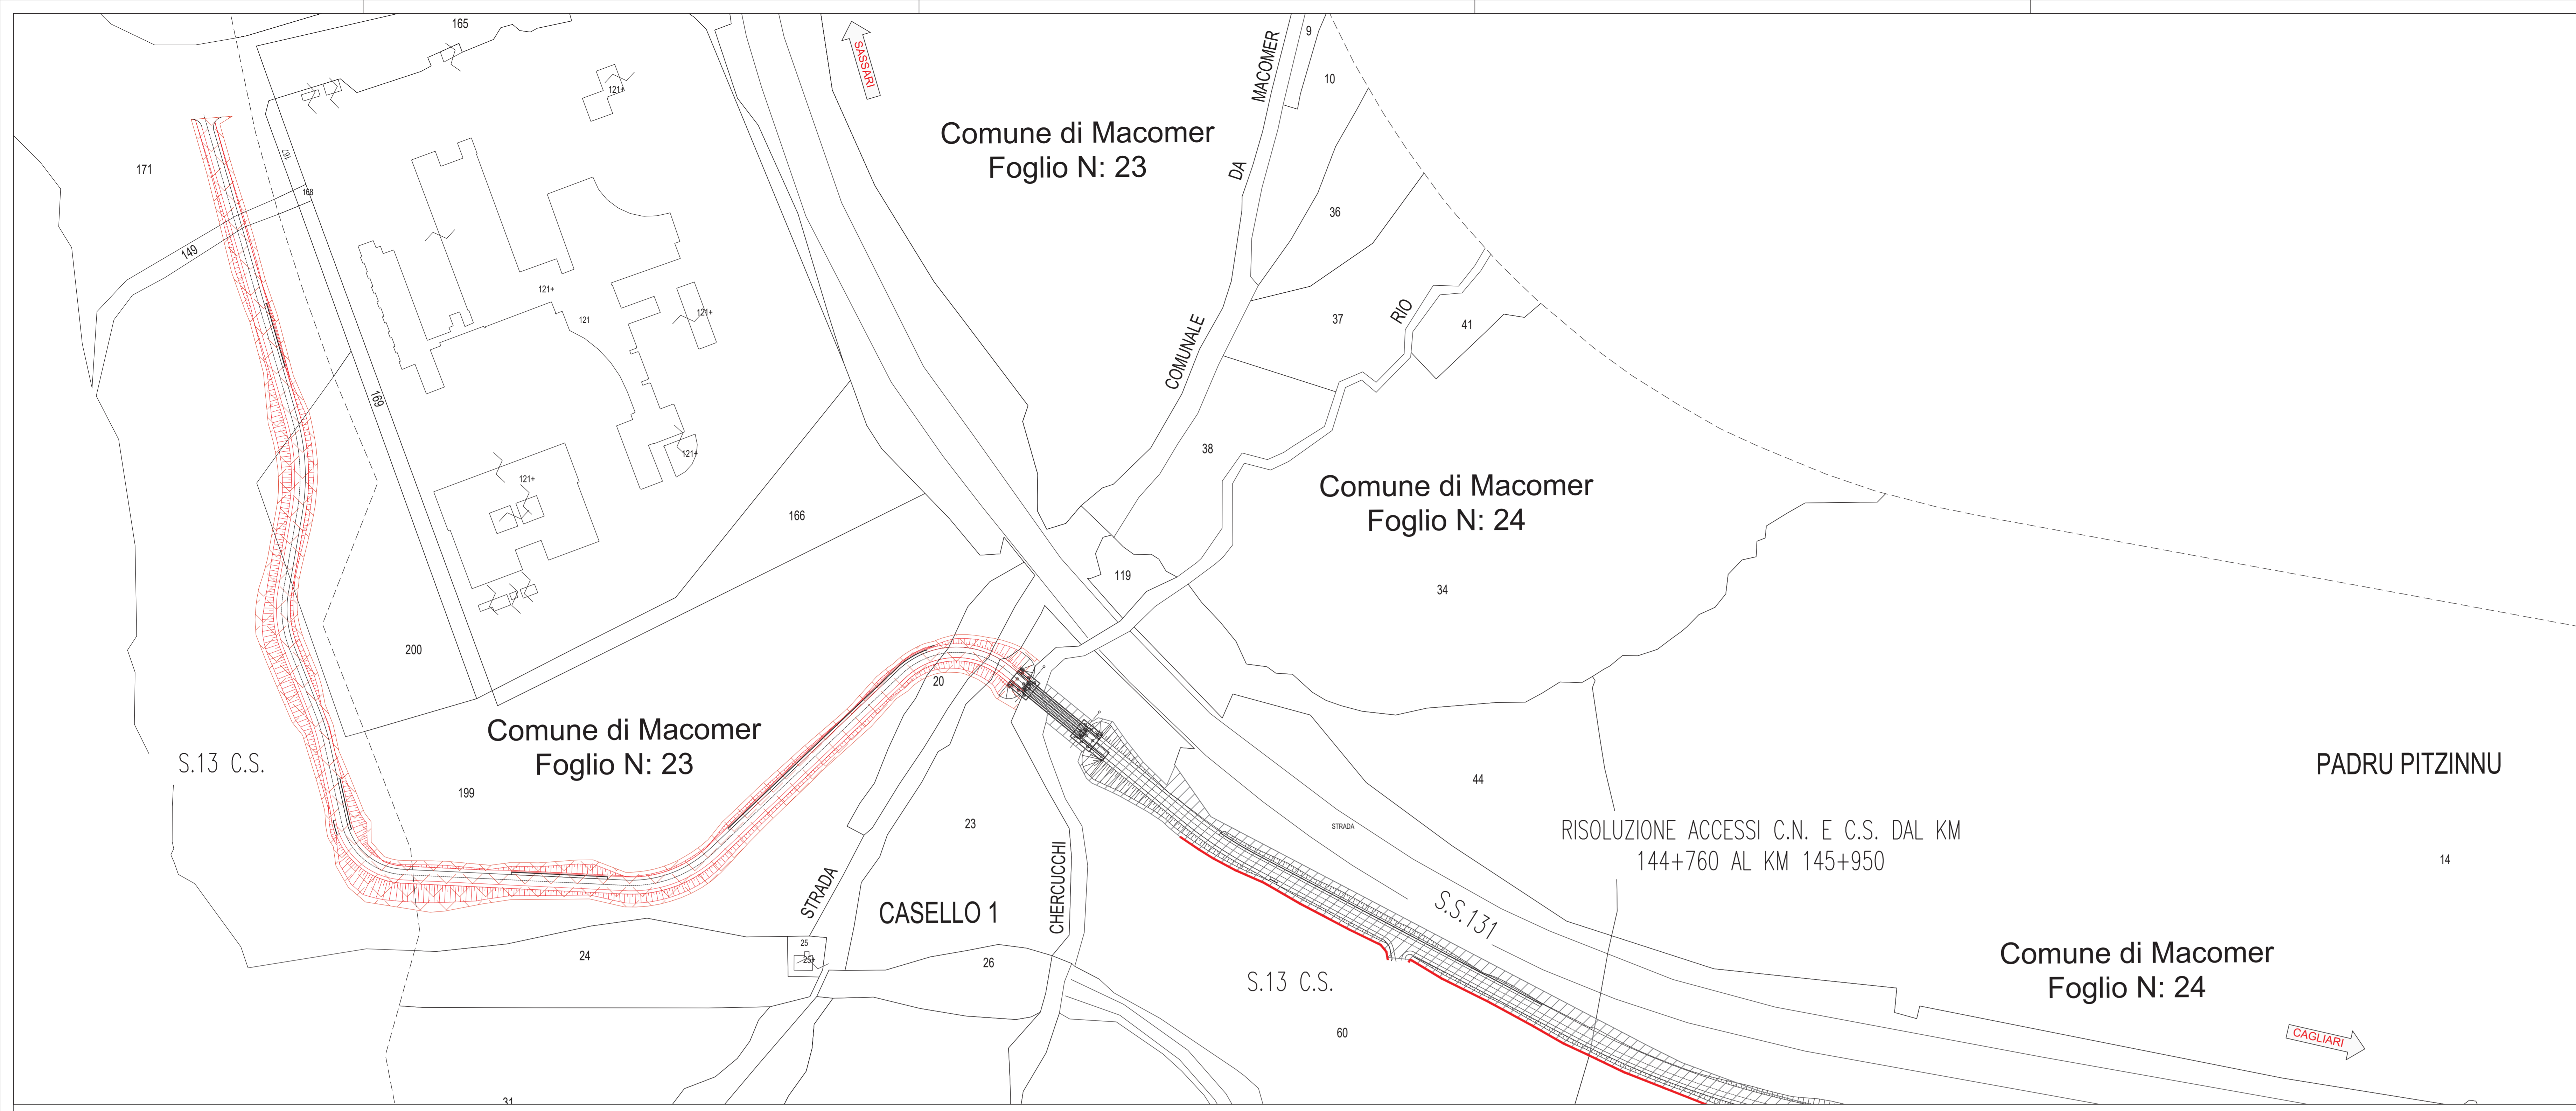 165
9
SASSARI
10
MACOMER
121+
Comune di Macomer
Foglio N: 23
167
171
DA
168
36
149
121+
121
121+
37
RIO
41
COMUNALE
169
38
121+
121+
Comune di Macomer
Foglio N: 24
166
119
34
200
20
Comune di Macomer
Foglio N: 23
S.13 C.S.
199
44
PADRU PITZINNU
23
STRADA
RISOLUZIONE ACCESSI C.N. E C.S. DAL KM
144+760 AL KM 145+950
14
CHERCUCCHI
STRADA
CASELLO 1
S.S.131
25
25+
24
26
Comune di Macomer
Foglio N: 24
S.13 C.S.
60
CAGLIARI
31